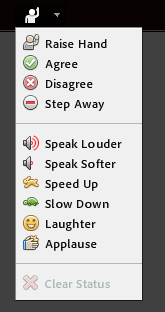 Raise Hand
Agree
Disagree
Step Away
Speak Louder
Speak Softer
Speed Up
Slow Down
Laughter
Applause
Clear Status